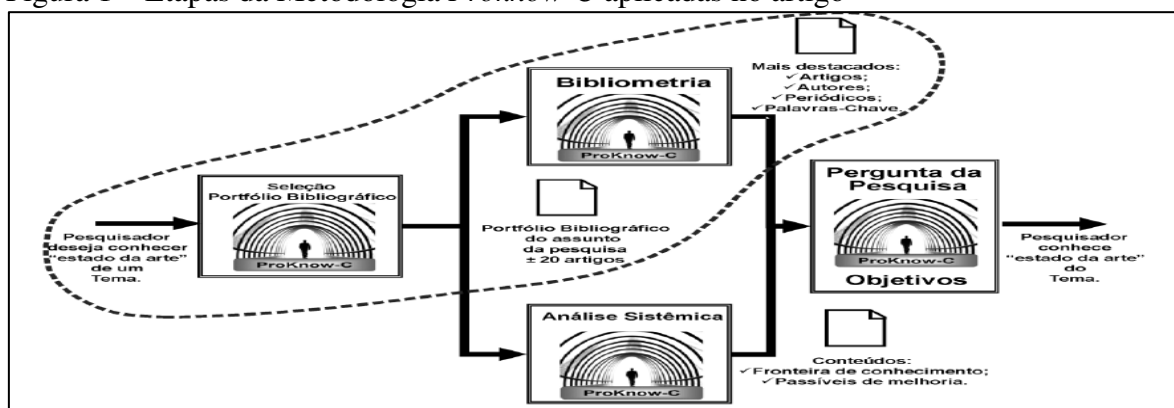 Figura 1 – Etapas da Metodologia Proknow-C aplicadas no artigo
Mais destacados:
✓Artigos;
✓Autores;
✓Periódicos;
✓Palavras-Chave.
Bibliometria
ProKnow-C
Seleção
Portfólio Bibliográfico
ProKnow-C
Pesquisador
deseja conhecer
“estado da arte”
de um
Tema.
Portfólio Bibliográfico
do assunto
da pesquisa
± 20 artigos
Pergunta da
Pesquisa
ProKnow-C
Objetivos
Pesquisador
conhece
“estado da arte”
do
Tema.
Análise Sistêmica
ProKnow-C
Conteúdos:
✓Fronteira de conhecimento;
✓Passíveis de melhoria.